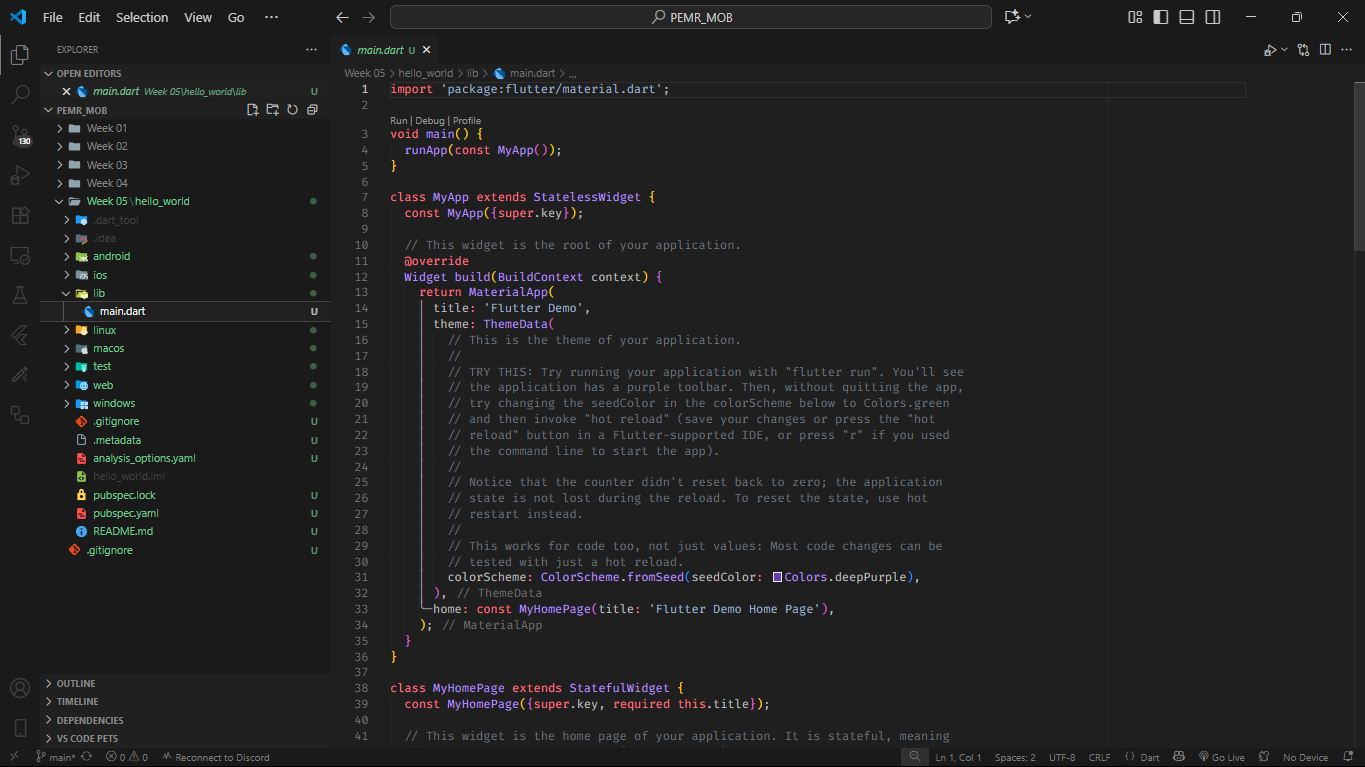 File Edit Selection View Go ···
PEMR_MOB
EXPLORER
OPEN EDITORS
main.dart Week 05\hello_world\lib U
PEMR_MOB
Week 01
Week 02
Week 03
Week 04
Week 05 \ hello_world
.dart_tool
.idea
android
ios
lib
main.dart U
linux
macos
test
web
windows
.gitignore U
.metadata U
analysis_options.yaml U
hello_world.iml
pubspec.lock U
pubspec.yaml U
README.md U
.gitignore U
OUTLINE
TIMELINE
DEPENDENCIES
VS CODE PETS
130
main.dart U
Week 05 > hello_world > lib > main.dart > ...
1 import 'package:flutter/material.dart';
2
Run | Debug | Profile
3 void main() {
4 runApp(const MyApp());
5 }
6
7 class MyApp extends StatelessWidget {
8 const MyApp({super.key});
9
10 // This widget is the root of your application.
11 @override
12 Widget build(BuildContext context) {
13 return MaterialApp(
14 title: 'Flutter Demo',
15 theme: ThemeData(
16 // This is the theme of your application.
17 //
18 // TRY THIS: Try running your application with "flutter run". You'll see
19 // the application has a purple toolbar. Then, without quitting the app,
20 // try changing the seedColor in the colorScheme below to Colors.green
21 // and then invoke "hot reload" (save your changes or press the "hot
22 // reload" button in a Flutter-supported IDE, or press "r" if you used
23 // the command line to start the app).
24 //
25 // Notice that the counter didn't reset back to zero; the application
26 // state is not lost during the reload. To reset the state, use hot
27 // restart instead.
28 //
29 // This works for code too, not just values: Most code changes can be
30 // tested with just a hot reload.
31 colorScheme: ColorScheme.fromSeed(seedColor: Colors.deepPurple),
32 ), // ThemeData
33 home: const MyHomePage(title: 'Flutter Demo Home Page'),
34 ); // MaterialApp
35 }
36 }
37
38 class MyHomePage extends StatefulWidget {
39 const MyHomePage({super.key, required this.title});
40
41 // This widget is the home page of your application. It is stateful, meaning
main* 0 0 Reconnect to Discord Ln 1, Col 1 Spaces: 2 UTF-8 CRLF {} Dart Go Live No Device